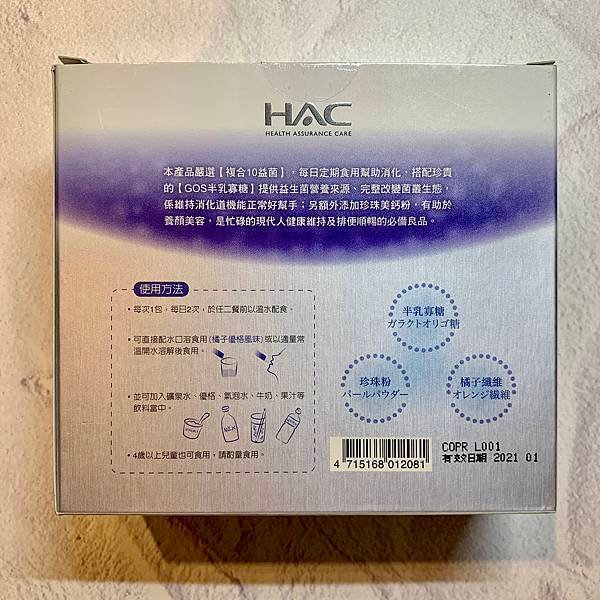 HAC
HEALTH ASSURANCE CARE
本產品嚴選【複合10益菌】，每日定期食用幫助消化，搭配珍貴
的【GOS半乳寡糖】提供益生菌營養來源、完整改變菌叢生態，
係維持消化道機能正常好幫手；另額外添加珍珠美鈣粉，有助於
養顏美容，是忙碌的現代人健康維持及排便順暢的必備良品。
使用方法
・每次1包，每日2次，於任二餐前以溫水配食。
・可直接配水口溶食用(橘子優格風味)或以適量常
溫開水溶解後食用。
・並可加入礦泉水、優格、氣泡水、牛奶、果汁等
飲料當中。
MILK
・4歲以上兒童也可食用，請酌量食用。
半乳寡糖
ガラクトオリゴ糖
珍珠粉
パールパウダー
橘子纖維
オレンジ繊維
4 715168 012081
COPR L001
有效日期 2021 01